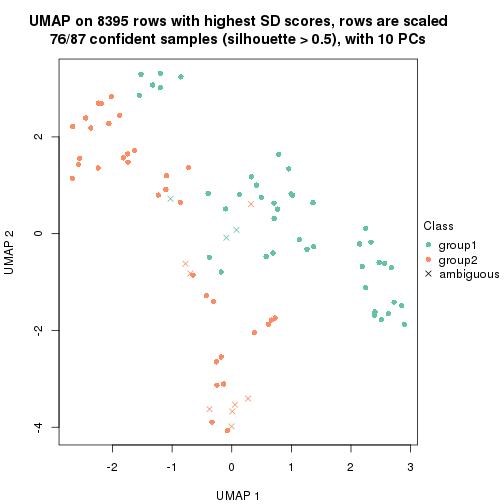 UMAP on 8395 rows with highest SD scores, rows are scaled
76/87 confident samples (silhouette > 0.5), with 10 PCs
UMAP 2
2
0
-2
-4
-2
-1
0
1
2
3
UMAP 1
Class
group1
group2
ambiguous